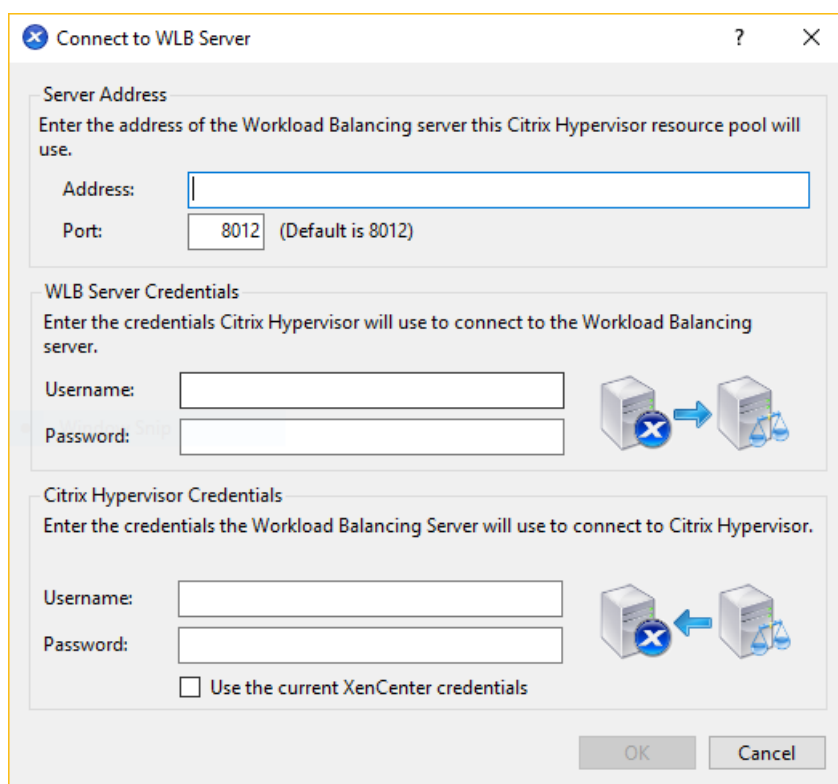 Connect to WLB Server
?
Server Address
Enter the address of the Workload Balancing server this Citrix Hypervisor resource pool will
use.
Address:
Port: 8012 (Default is 8012)
WLB Server Credentials
Enter the credentials Citrix Hypervisor will use to connect to the Workload Balancing
server.
Username:
Window Snip
Password:
Citrix Hypervisor Credentials
Enter the credentials the Workload Balancing Server will use to connect to Citrix Hypervisor.
Username:
Password:
Use the current XenCenter credentials
OK Cancel